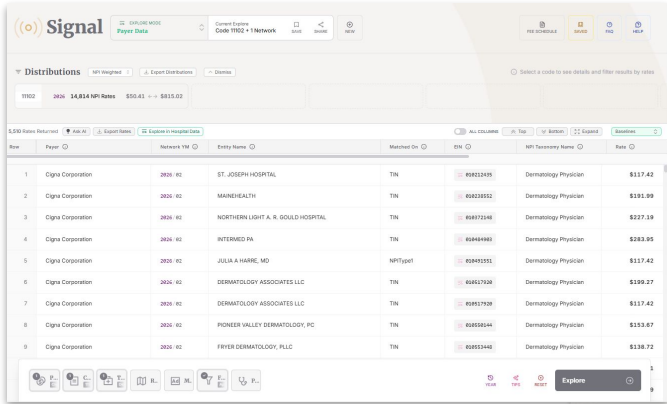 Signal
EXPLORE MODE
Payer Data
Current Explore
Code 11102 + 1 Network
SAVE
SHARE
NEW
FEE SCHEDULE
SAVED
FAQ
HELP
Distributions
NPI Weighted
Export Distributions
Dismiss
Select a code to see details and filter results by rates
11102 2026 14,814 NPI Rates $50.41 $815.02
5,510 Rates Returned
Ask AI
Export Rates
Explore in Hospital Data
ALL COLUMNS
Top
Bottom
Expand
Baselines
Row Payer Network YM Entity Name Matched On EIN NPI Taxonomy Name Rate
1 Cigna Corporation 2026/02 ST. JOSEPH HOSPITAL TIN 010212435 Dermatology Physician $117.42
2 Cigna Corporation 2026/02 MAINEHEALTH TIN 010238552 Dermatology Physician $191.99
3 Cigna Corporation 2026/02 NORTHERN LIGHT A. R. GOULD HOSPITAL TIN 010372148 Dermatology Physician $227.19
4 Cigna Corporation 2026/02 INTERMED PA TIN 010484903 Dermatology Physician $283.95
5 Cigna Corporation 2026/02 JULIA A HARRE, MD NPIType1 010491551 Dermatology Physician $117.42
6 Cigna Corporation 2026/02 DERMATOLOGY ASSOCIATES LLC TIN 010517920 Dermatology Physician $199.27
7 Cigna Corporation 2026/02 DERMATOLOGY ASSOCIATES LLC TIN 010517920 Dermatology Physician $117.42
8 Cigna Corporation 2026/02 PIONEER VALLEY DERMATOLOGY, PC TIN 010550144 Dermatology Physician $153.87
9 Cigna Corporation 2026/02 FRYER DERMATOLOGY, PLLC TIN 010553448 Dermatology Physician $138.72
P...
C...
T...
R...
M...
F...
P...
YEAR
TIPS
RESET
Explore